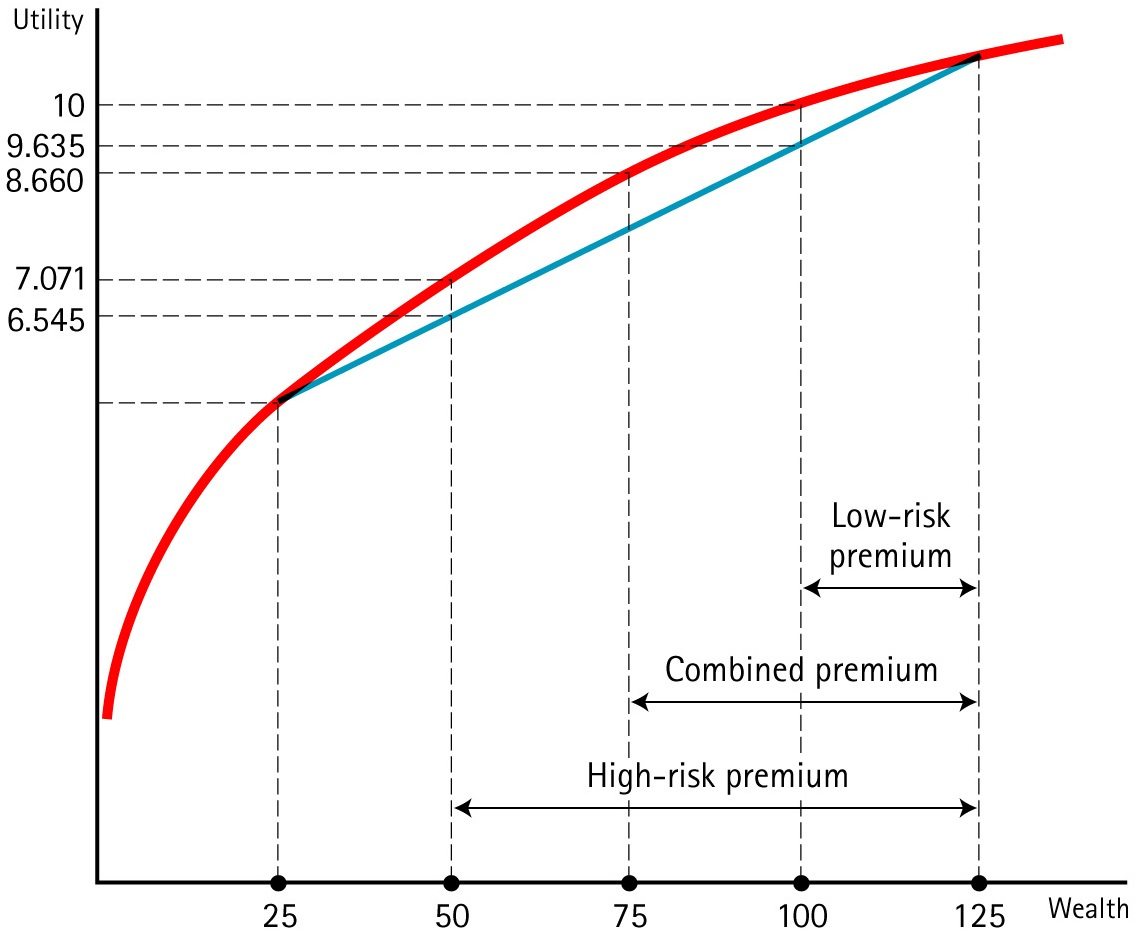 Utility
10
9.635
8.660
7.071
6.545
Low-risk
premium
Combined premium
High-risk premium
25
50
75
100
125
Wealth